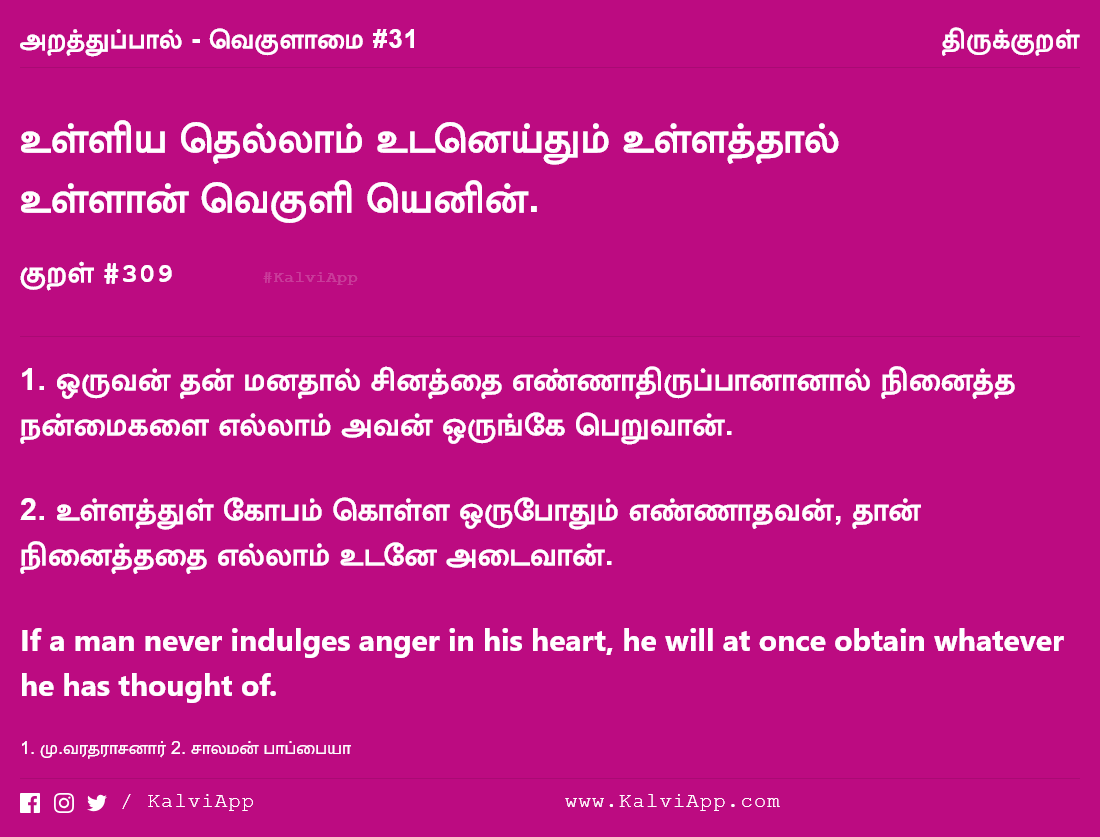 அறத்துப்பால் - வெகுளாமை #31
திருக்குறள்
உள்ளிய தெல்லாம் உடனெய்தும் உள்ளத்தால்
உள்ளான் வெகுளி யெனின்.
குறள் #309
#KalviApp
1. ஒருவன் தன் மனதால் சினத்தை எண்ணாதிருப்பானானால் நினைத்த
நன்மைகளை எல்லாம் அவன் ஒருங்கே பெறுவான்.
2. உள்ளத்துள் கோபம் கொள்ள ஒருபோதும் எண்ணாதவன், தான்
நினைத்ததை எல்லாம் உடனே அடைவான்.
If a man never indulges anger in his heart, he will at once obtain whatever
he has thought of.
1. மு.வரதராசனார் 2. சாலமன் பாப்பையா
/ KalviApp
www.KalviApp.com